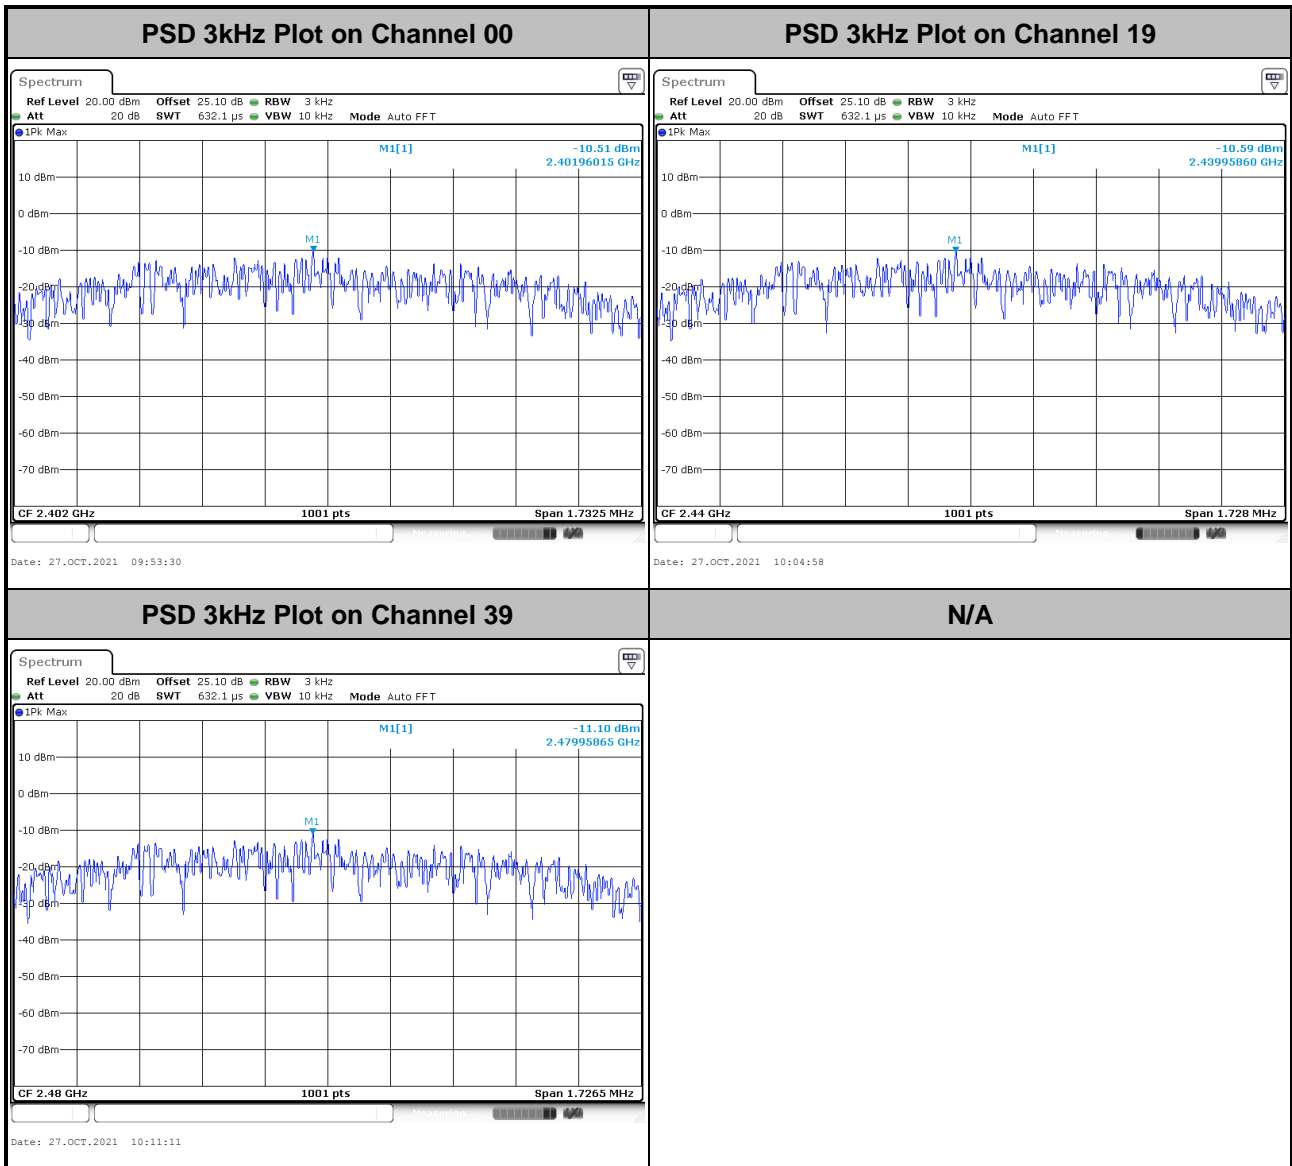 PSD 3kHz Plot on Channel 00
PSD 3kHz Plot on Channel 19
Spectrum
Ref Level 20.00 dBm Offset 25.10 dB RBW 3 kHz
Att 20 dB SWT 632.1 µs VBW 10 kHz Mode Auto FFT
1Pk Max
M1[1] -10.51 dBm
2.40196015 GHz
10 dBm
0 dBm
M1
-10 dBm
-20 dBm
-30 dBm
-40 dBm
-50 dBm
-60 dBm
-70 dBm
CF 2.402 GHz 1001 pts Span 1.7325 MHz
Measuring...
Date: 27.OCT.2021 09:53:30
Spectrum
Ref Level 20.00 dBm Offset 25.10 dB RBW 3 kHz
Att 20 dB SWT 632.1 µs VBW 10 kHz Mode Auto FFT
1Pk Max
M1[1] -10.59 dBm
2.43995860 GHz
10 dBm
0 dBm
M1
-10 dBm
-20 dBm
-30 dBm
-40 dBm
-50 dBm
-60 dBm
-70 dBm
CF 2.44 GHz 1001 pts Span 1.728 MHz
Measuring...
Date: 27.OCT.2021 10:04:58
PSD 3kHz Plot on Channel 39
N/A
Spectrum
Ref Level 20.00 dBm Offset 25.10 dB RBW 3 kHz
Att 20 dB SWT 632.1 µs VBW 10 kHz Mode Auto FFT
1Pk Max
M1[1] -11.10 dBm
2.47995865 GHz
10 dBm
0 dBm
M1
-10 dBm
-20 dBm
-30 dBm
-40 dBm
-50 dBm
-60 dBm
-70 dBm
CF 2.48 GHz 1001 pts Span 1.7265 MHz
Measuring...
Date: 27.OCT.2021 10:11:11